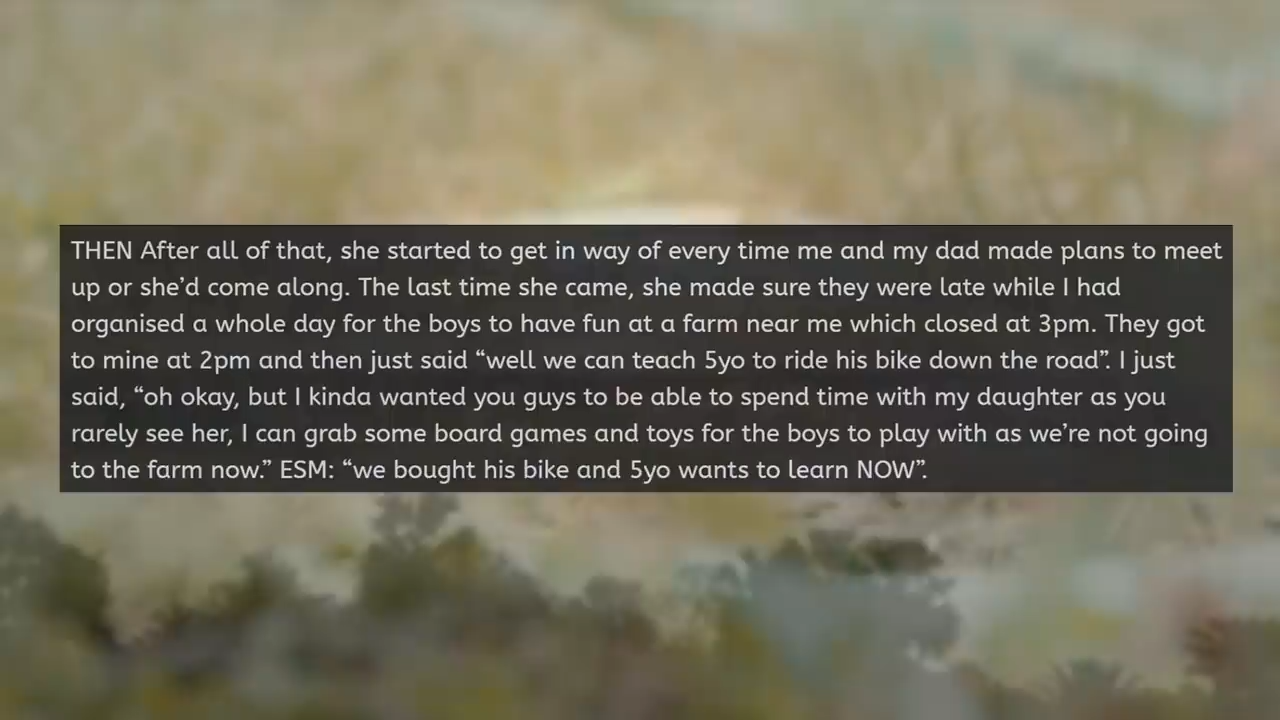 THEN After all of that, she started to get in way of every time me and my dad made plans to meet
up or she’d come along. The last time she came, she made sure they were late while I had
organised a whole day for the boys to have fun at a farm near me which closed at 3pm. They got
to mine at 2pm and then just said “well we can teach 5yo to ride his bike down the road”. I just
said, “oh okay, but I kinda wanted you guys to be able to spend time with my daughter as you
rarely see her, I can grab some board games and toys for the boys to play with as we’re not going
to the farm now.” ESM: “we bought his bike and 5yo wants to learn NOW”.